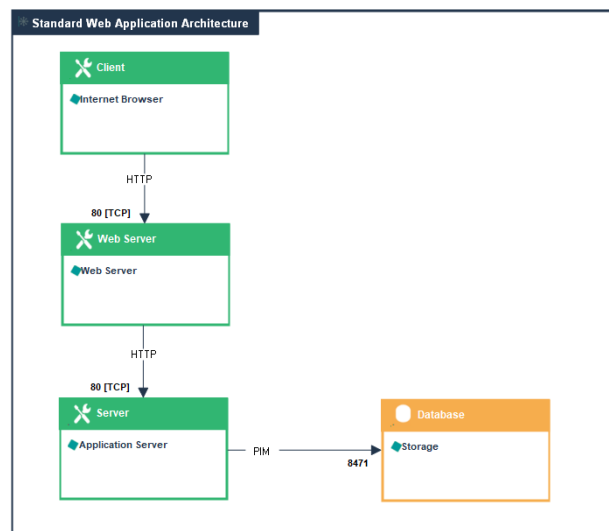 Standard Web Application Architecture
Client
Internet Browser
HTTP
80 [TCP]
Web Server
Web Server
HTTP
80 [TCP]
Server
Application Server
PIM
8471
Database
Storage